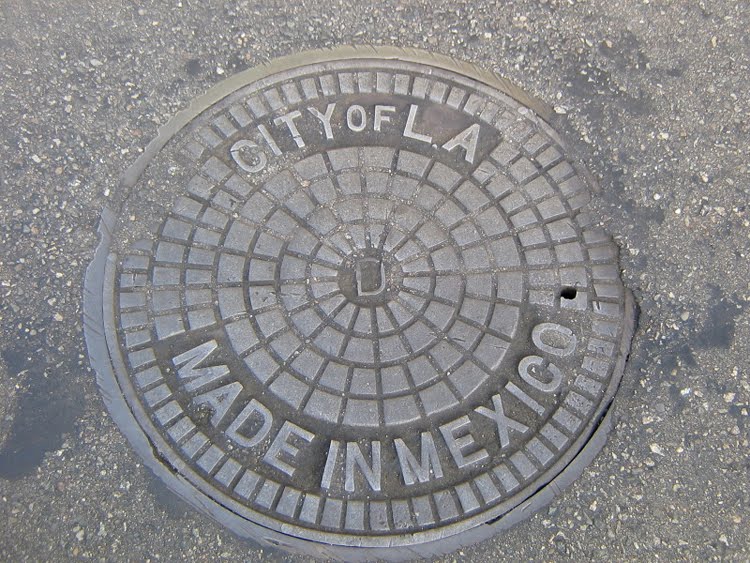 CITY OF L.A.
D
MADE IN MEXICO